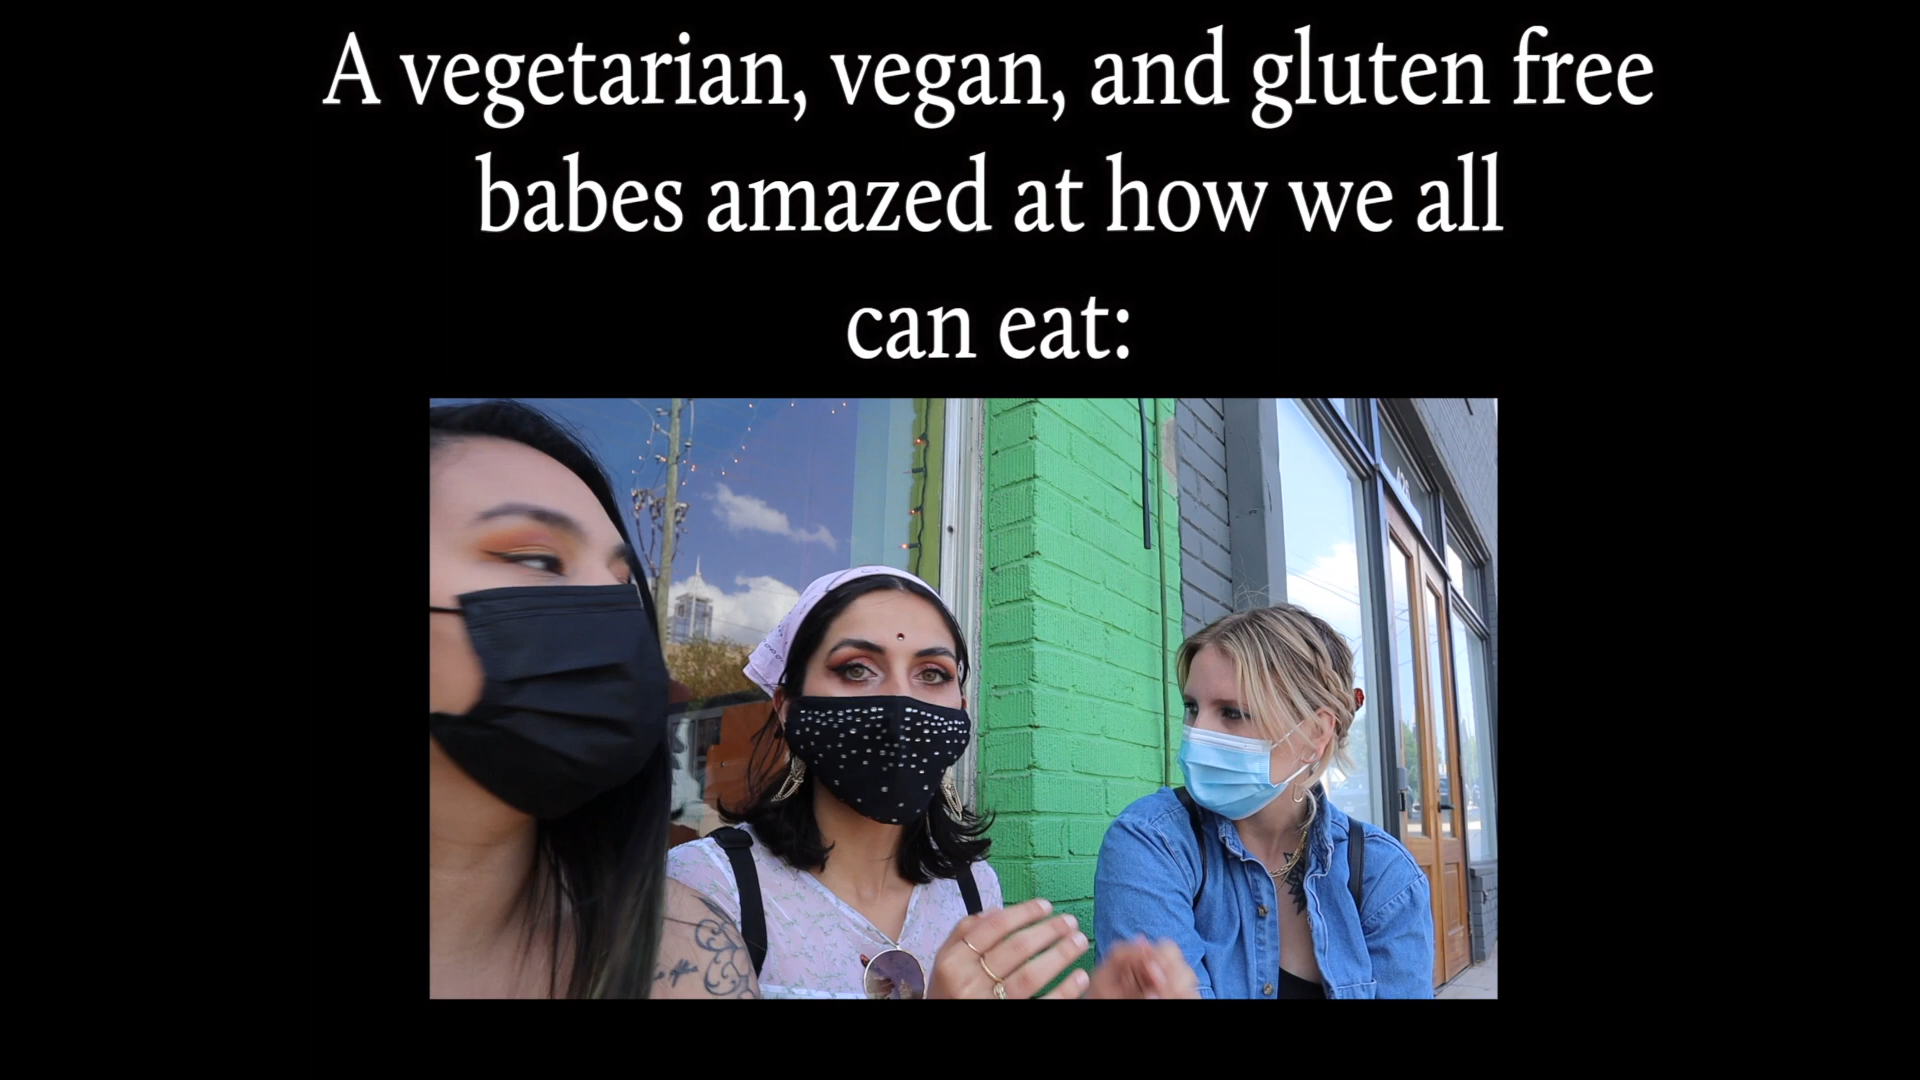 A vegetarian, vegan, and gluten free
babes amazed at how we all
can eat: